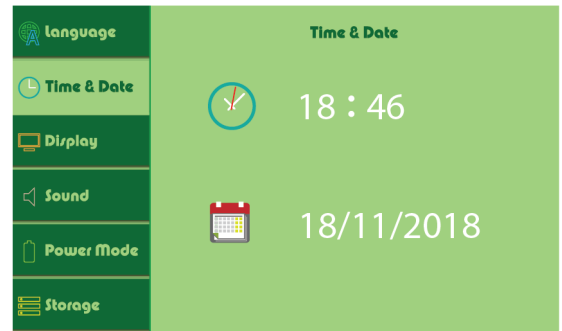 Language
Time & Date
Display
Sound
Power Mode
Storage
Time & Date
18 : 46
18/11/2018